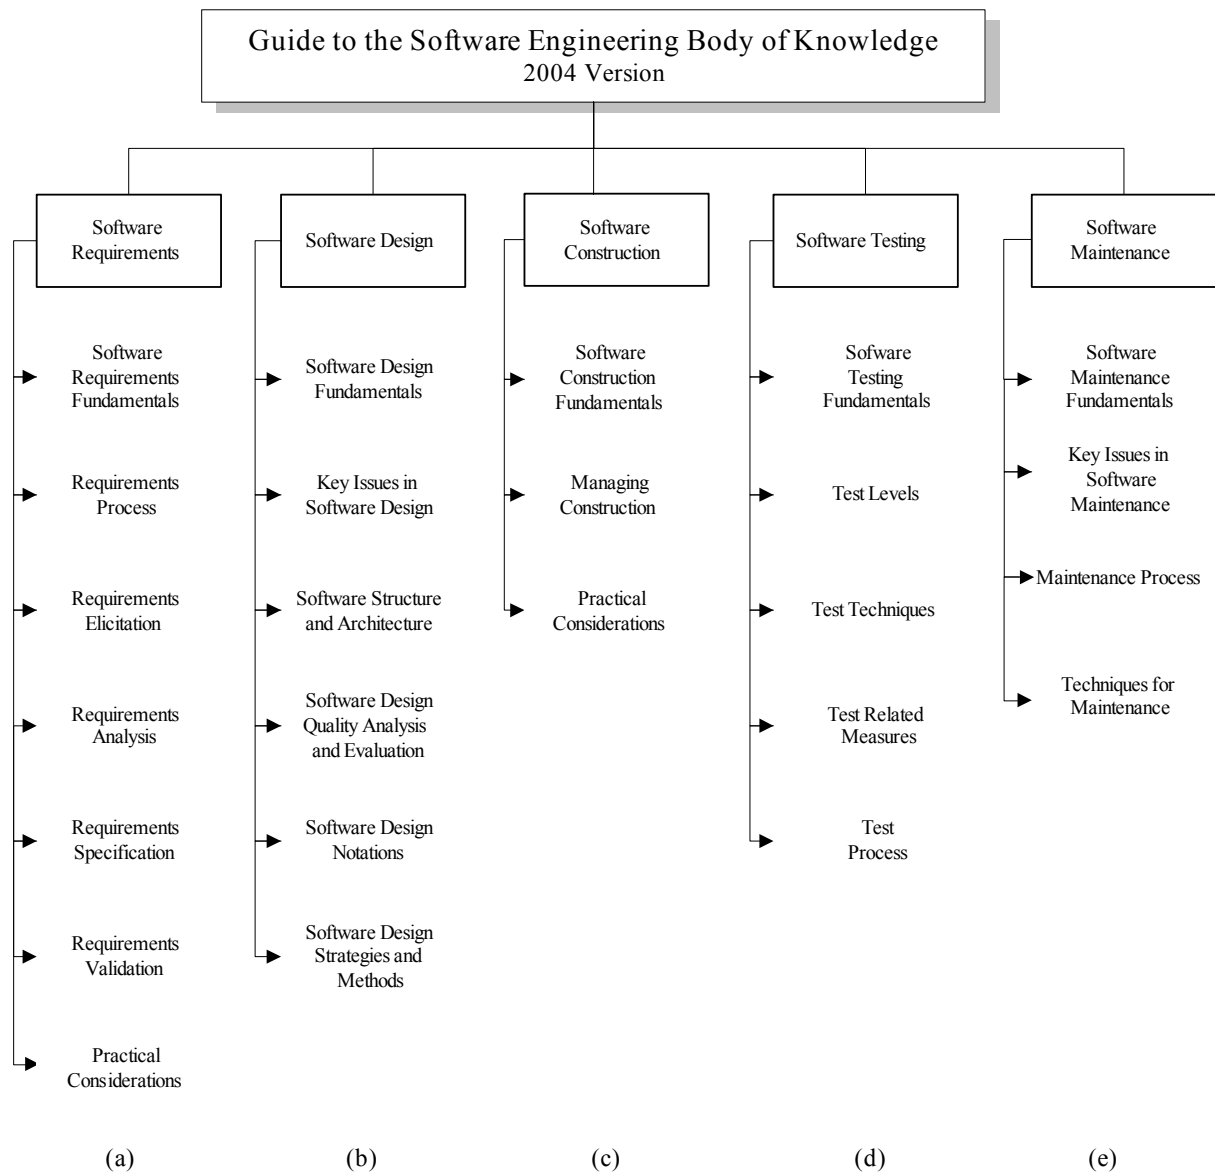 Guide to the Software Engineering Body of Knowledge
2004 Version
Software
Requirements
Software Design
Software
Construction
Software Testing
Software
Maintenance
Software
Requirements
Fundamentals
Requirements
Process
Requirements
Elicitation
Requirements
Analysis
Requirements
Specification
Requirements
Validation
Practical
Considerations
Software Design
Fundamentals
Key Issues in
Software Design
Software Structure
and Architecture
Software Design
Quality Analysis
and Evaluation
Software Design
Notations
Software Design
Strategies and
Methods
Software
Construction
Fundamentals
Managing
Construction
Practical
Considerations
Sofware
Testing
Fundamentals
Test Levels
Test Techniques
Test Related
Measures
Test
Process
Software
Maintenance
Fundamentals
Key Issues in
Software
Maintenance
Maintenance Process
Techniques for
Maintenance
(a)
(b)
(c)
(d)
(e)